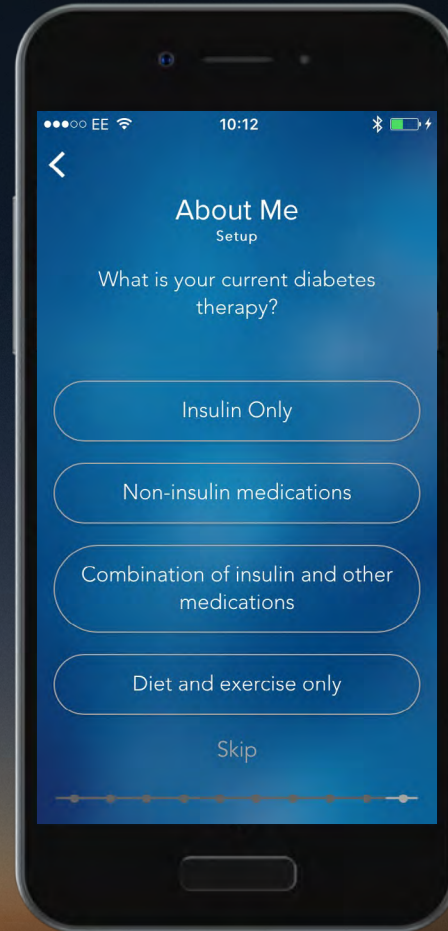 EE 10:12
About Me
Setup
What is your current diabetes
therapy?
Insulin Only
Non-insulin medications
Combination of insulin and other
medications
Diet and exercise only
Skip